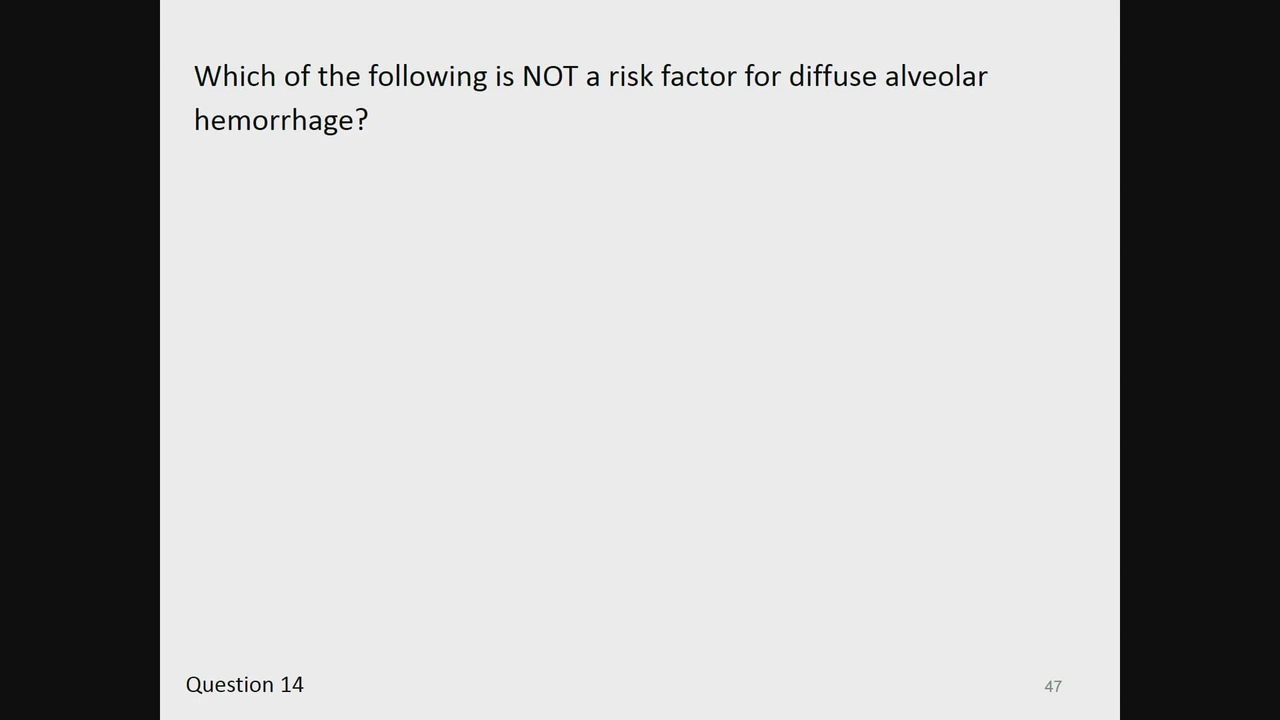 Which of the following is NOT a risk factor for diffuse alveolar
hemorrhage?
Question 14
47